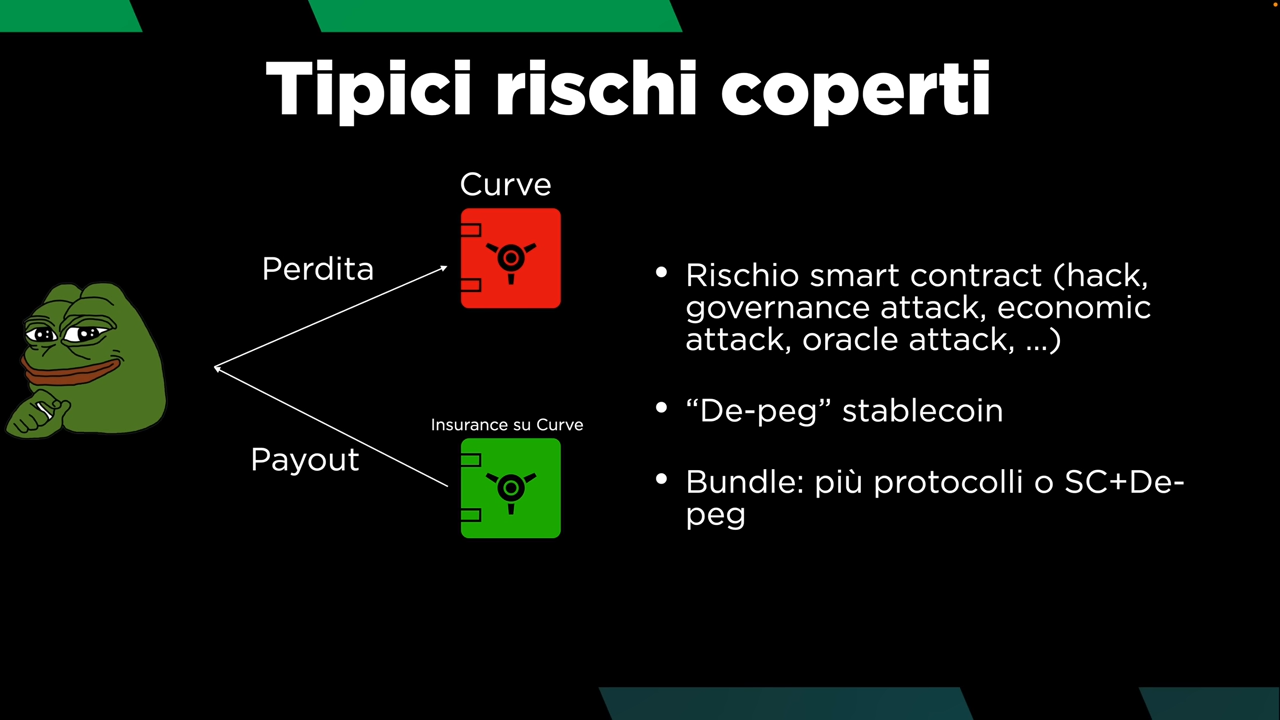 Tipici rischi coperti
Curve
Perdita
Insurance su Curve
Payout
• Rischio smart contract (hack,
governance attack, economic
attack, oracle attack, ...)
• “De-peg” stablecoin
• Bundle: più protocolli o SC+De-
peg